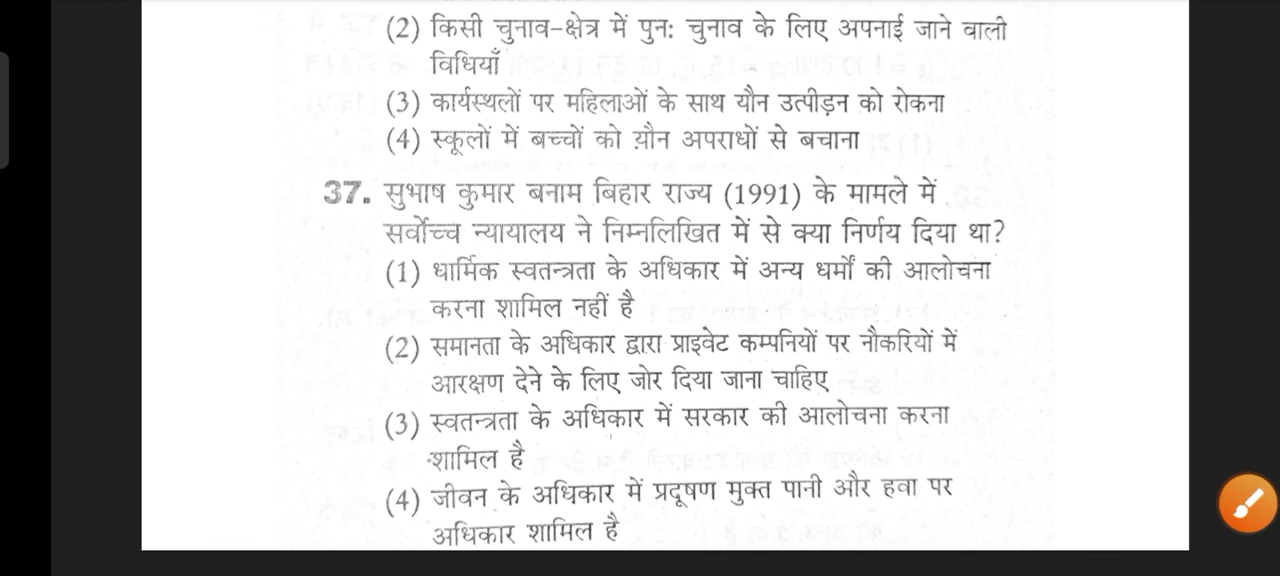 (2) किसी चुनाव-क्षेत्र में पुन: चुनाव के लिए अपनाई जाने वाली
विधियाँ
(3) कार्यस्थलों पर महिलाओं के साथ यौन उत्पीड़न को रोकना
(4) स्कूलों में बच्चों को यौन अपराधों से बचाना
37. सुभाष कुमार बनाम बिहार राज्य (1991) के मामले में
सर्वोच्च न्यायालय ने निम्नलिखित में से क्या निर्णय दिया था?
(1) धार्मिक स्वतन्त्रता के अधिकार में अन्य धर्मों की आलोचना
करना शामिल नहीं है
(2) समानता के अधिकार द्वारा प्राइवेट कम्पनियों पर नौकरियों में
आरक्षण देने के लिए जोर दिया जाना चाहिए
(3) स्वतन्त्रता के अधिकार में सरकार की आलोचना करना
शामिल है
(4) जीवन के अधिकार में प्रदूषण मुक्त पानी और हवा पर
अधिकार शामिल है